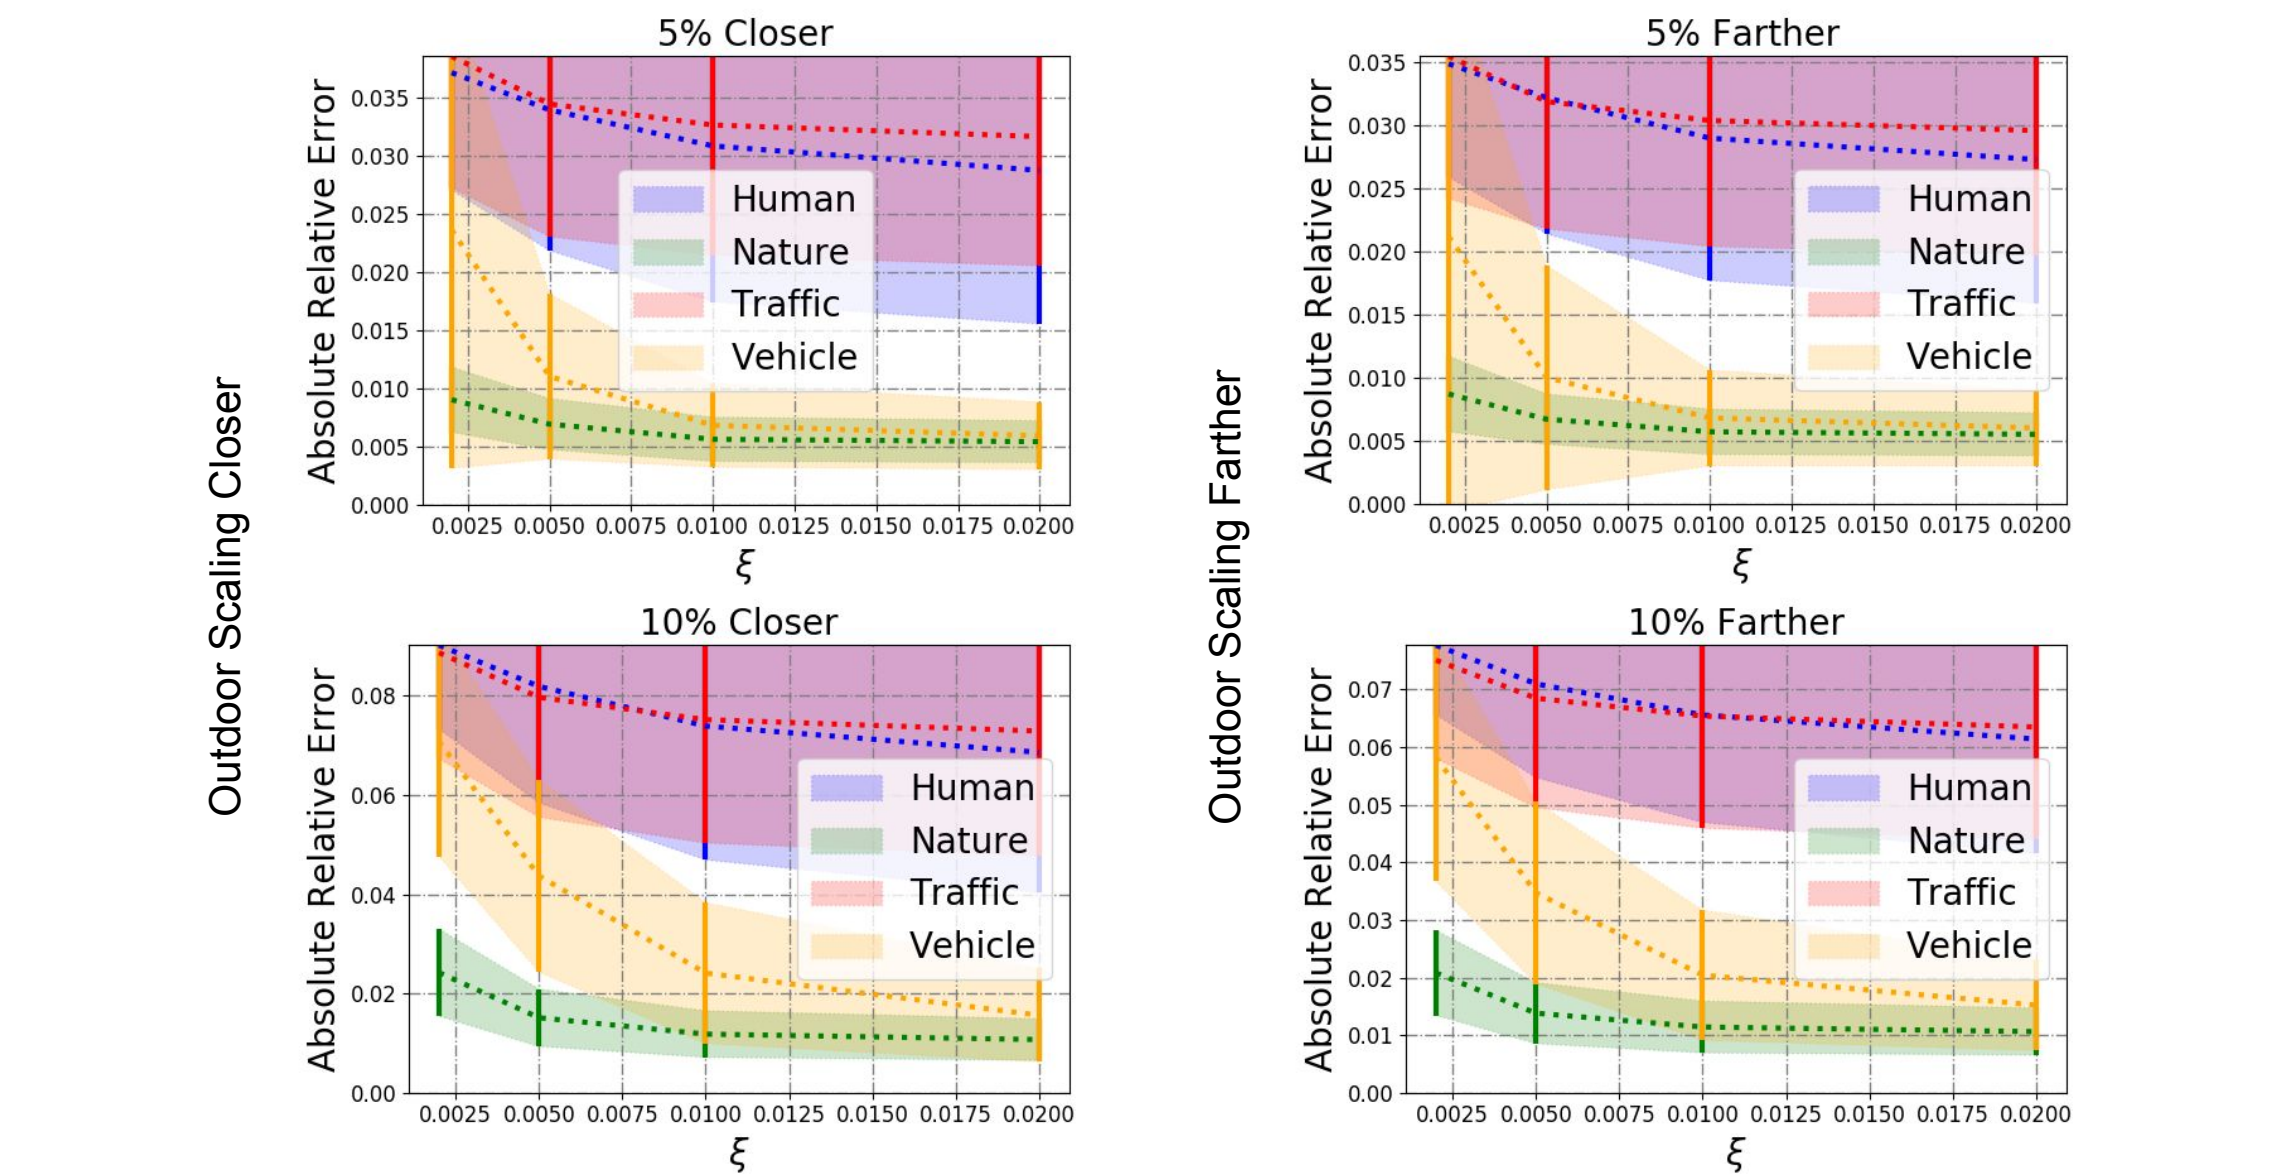 Outdoor Scaling Closer
5% Closer
Absolute Relative Error
0.035
0.030
0.025
0.020
0.015
0.010
0.005
0.000
Human
Nature
Traffic
Vehicle
0.0025 0.0050 0.0075 0.0100 0.0125 0.0150 0.0175 0.0200
ξ
10% Closer
Absolute Relative Error
0.08
0.06
0.04
0.02
0.00
Human
Nature
Traffic
Vehicle
0.0025 0.0050 0.0075 0.0100 0.0125 0.0150 0.0175 0.0200
ξ
Outdoor Scaling Farther
5% Farther
Absolute Relative Error
0.035
0.030
0.025
0.020
0.015
0.010
0.005
0.000
Human
Nature
Traffic
Vehicle
0.0025 0.0050 0.0075 0.0100 0.0125 0.0150 0.0175 0.0200
ξ
10% Farther
Absolute Relative Error
0.07
0.06
0.05
0.04
0.03
0.02
0.01
0.00
Human
Nature
Traffic
Vehicle
0.0025 0.0050 0.0075 0.0100 0.0125 0.0150 0.0175 0.0200
ξ